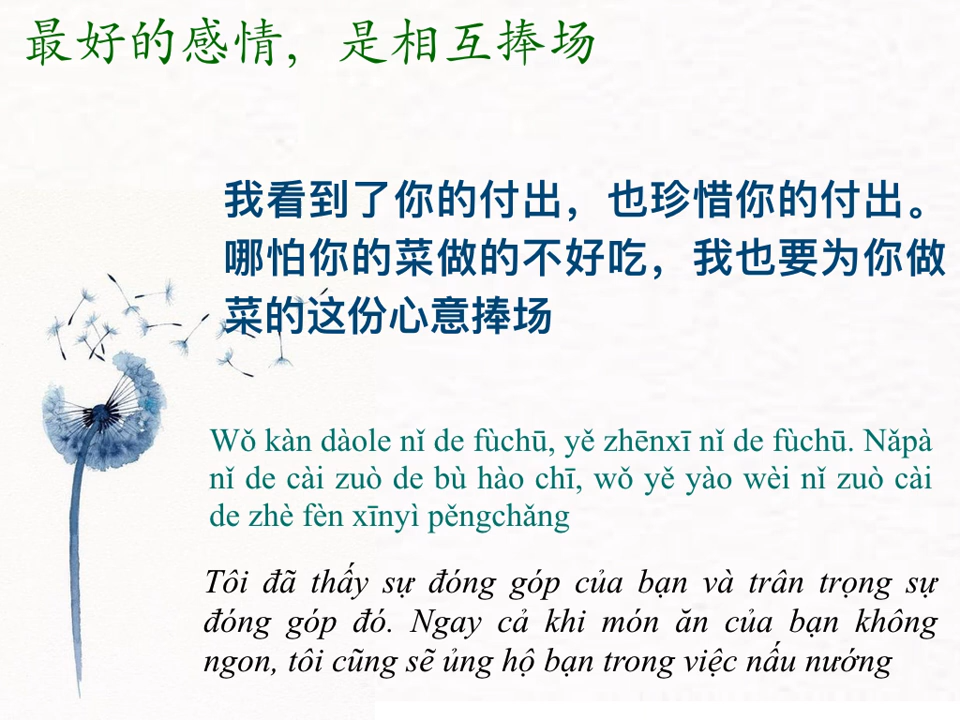 最好的感情，是相互捧场
我看到了你的付出，也珍惜你的付出。
哪怕你的菜做的不好吃，我也要为你做
菜的这份心意捧场
Wǒ kàn dàole nǐ de fùchū, yě zhēnxī nǐ de fùchū. Nǎpà
nǐ de cài zuò de bù hào chī, wǒ yě yào wèi nǐ zuò cài
de zhè fèn xīnyì pěngchǎng
Tôi đã thấy sự đóng góp của bạn và trân trọng sự
đóng góp đó. Ngay cả khi món ăn của bạn không
ngon, tôi cũng sẽ ủng hộ bạn trong việc nấu nướng